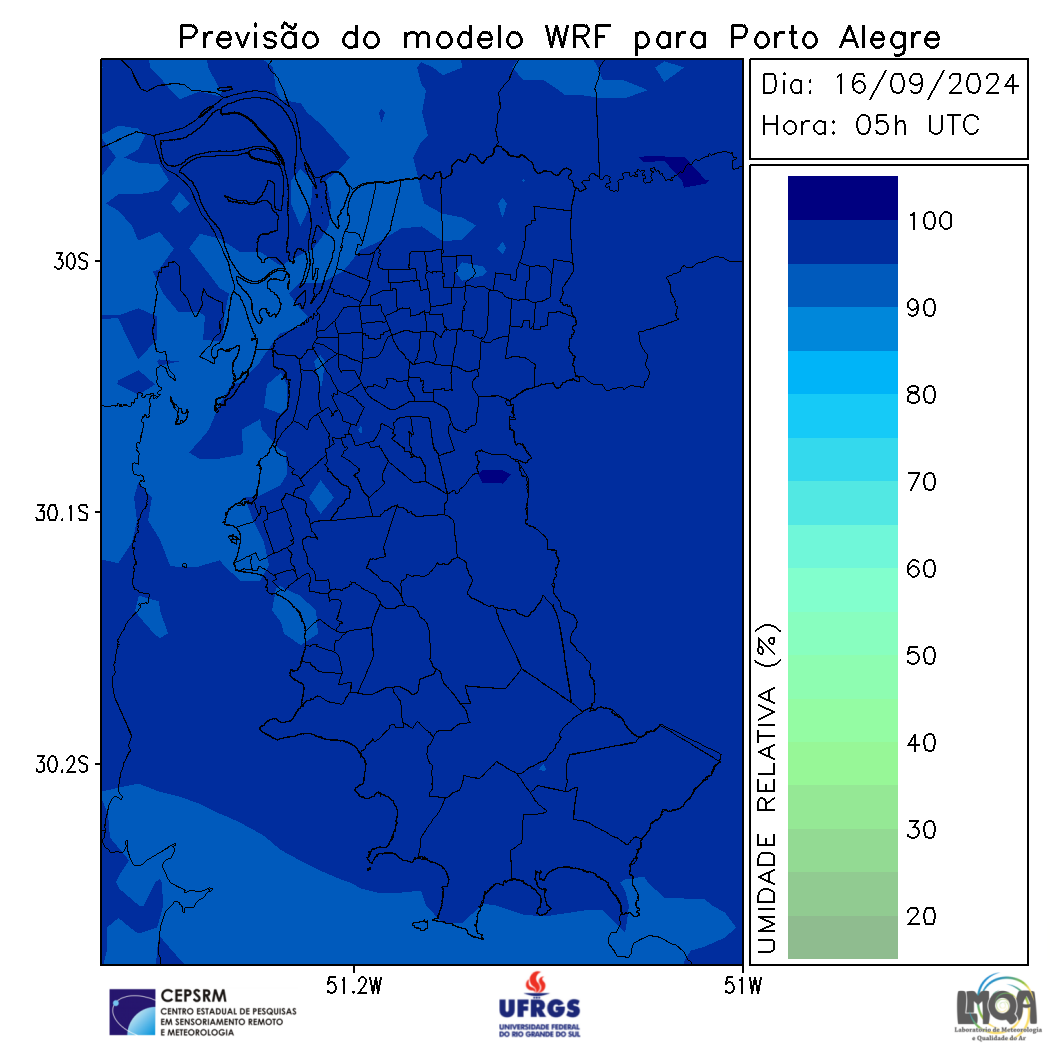 Previsão do modelo WRF para Porto Alegre
Dia: 16/09/2024
Hora: 05h UTC
100
90
80
70
60
50
40
30
20
UMIDADE RELATIVA (%)
30S
30.1S
30.2S
51.2W
51W
CEPSRM
CENTRO ESTADUAL DE PESQUISAS
EM SENSORIAMENTO REMOTO
E METEOROLOGIA
UFRGS
UNIVERSIDADE FEDERAL
DO RIO GRANDE DO SUL
LMQA
Laboratório de Meteorologia
e Qualidade do Ar